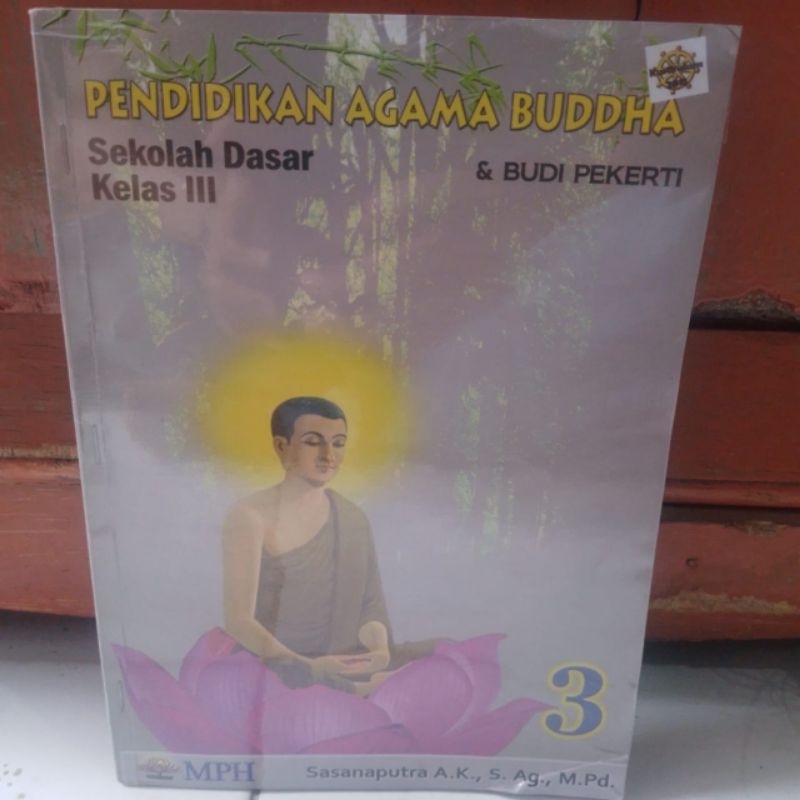 PENDIDIKAN AGAMA BUDDHA
& BUDI PEKERTI
Sekolah Dasar
Kelas III
3
MPH
Sasanaputra A.K., S. Ag., M.Pd.